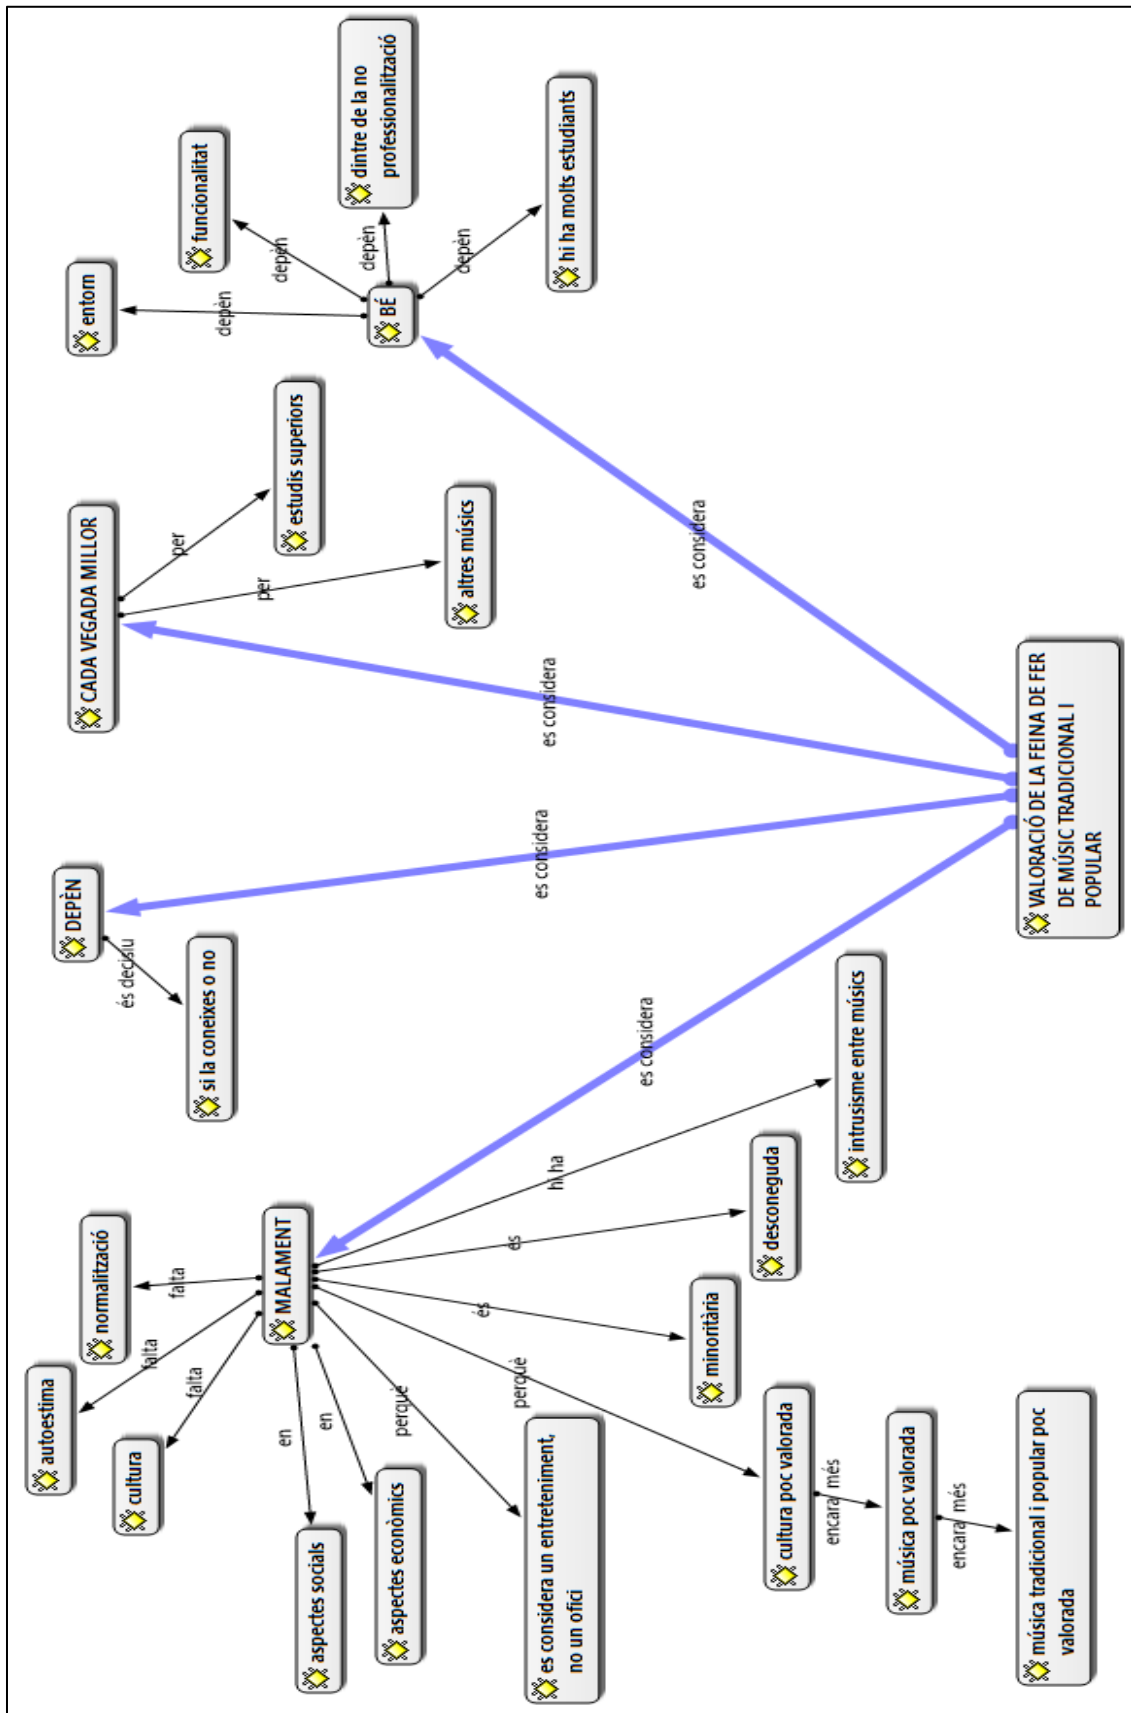 autoestima
DEPÈN
CADA VEGADA MILLOR
entorn
normalització
cultura
és decisiu
falta
falta
falta
si la coneixes o no
per
funcionalitat
depèn
depèn
MALAMENT
per
estudis superiors
en
en
aspectes socials
aspectes econòmics
BÉ
depèn
depèn
dintre de la no
professionalització
perquè
altres músics
és
és
hi ha
perquè
es considera un entreteniment,
no un ofici
hi ha molts estudiants
es considera
es considera
es considera
es considera
minoritària
desconeguda
cultura poc valorada
encara més
intrusisme entre músics
música poc valorada
encara més
música tradicional i popular poc
valorada
VALORACIÓ DE LA FEINA DE FER
DE MÚSIC TRADICIONAL I
POPULAR